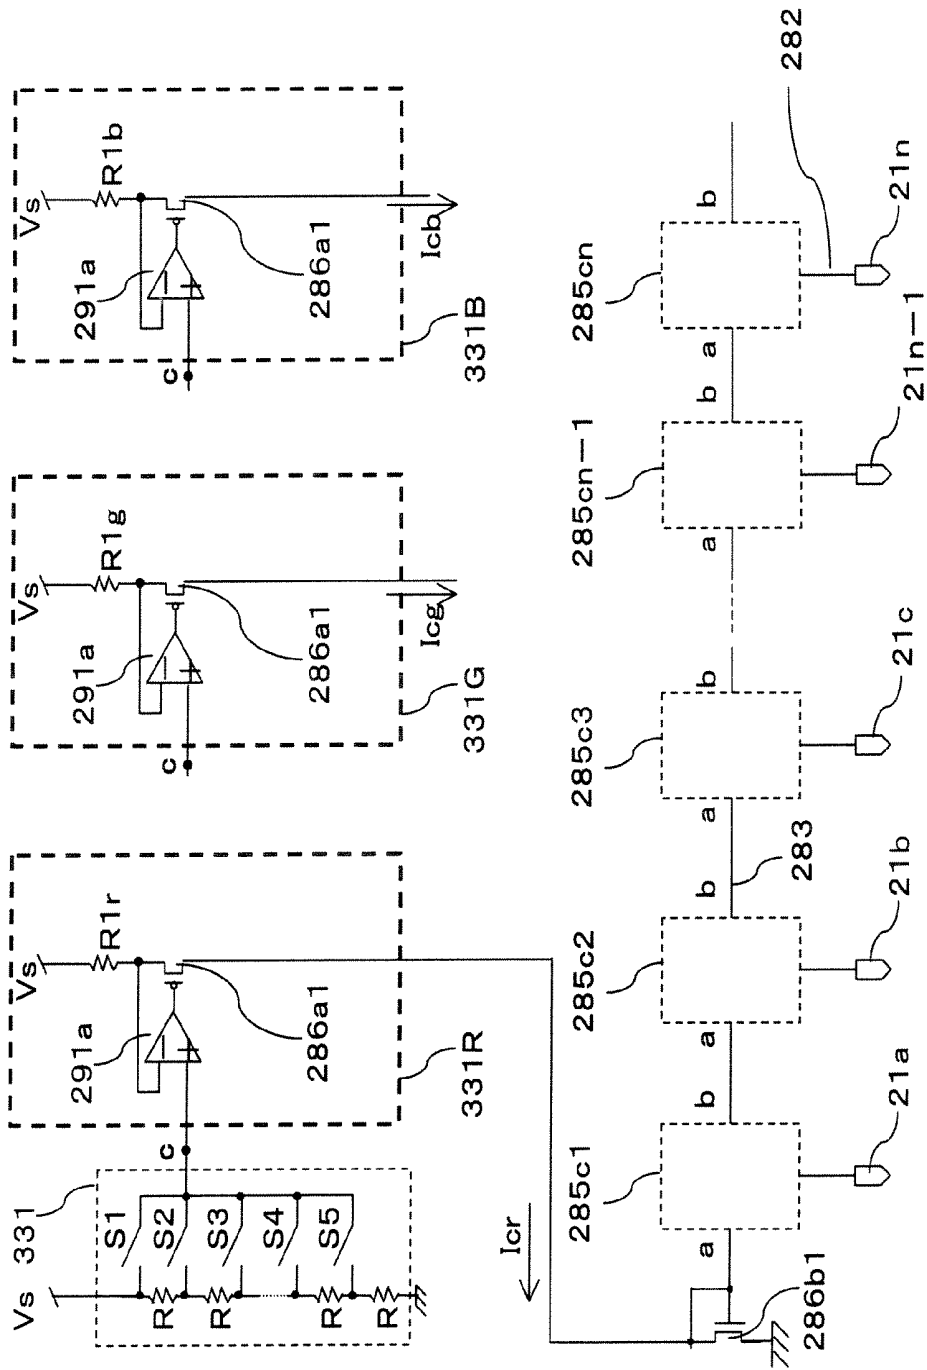 Vs
331
S1
S2
S3
S4
S5
R
R
R
R
c
Vs
R1r
291a
286a1
331R
c
Vs
R1g
291a
286a1
Icg
331G
c
Vs
R1b
291a
286a1
Icb
331B
Icr
286b1
a
285c1
b
21a
a
285c2
b
283
21b
a
285c3
b
21c
a
285cn−1
b
21n−1
a
285cn
b
282
21n